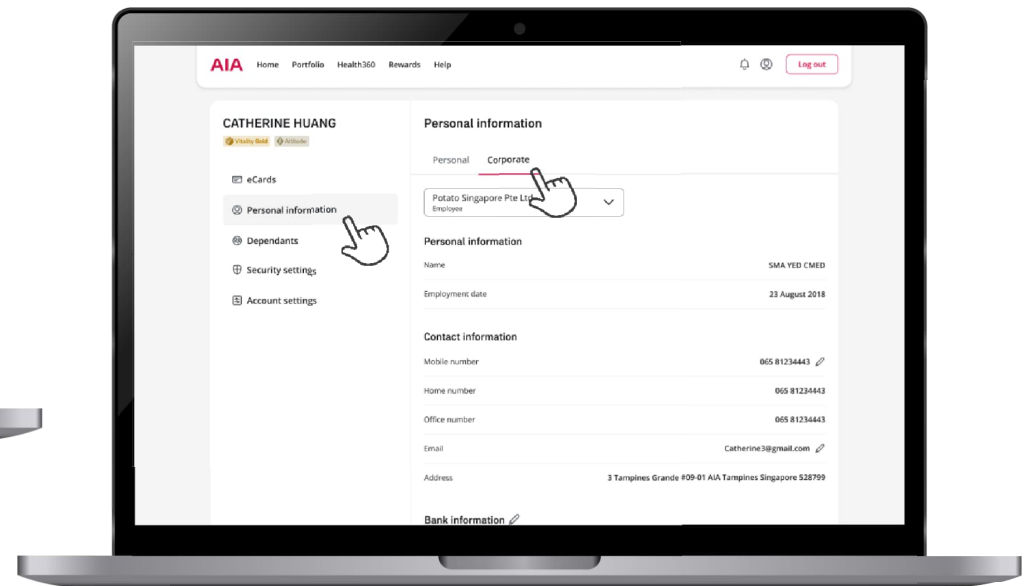 AIA Home Portfolio Health360 Rewards Help Log out
CATHERINE HUANG
Vitality Gold Altitude
eCards
Personal information
Dependants
Security settings
Account settings
Personal information
Personal Corporate
Potato Singapore Pte Ltd
Employee
Personal information
Name SMA YED CMED
Employment date 23 August 2018
Contact information
Mobile number 065 81234443
Home number 065 81234443
Office number 065 81234443
Email Catherine3@gmail.com
Address 3 Tampines Grande #09-01 AIA Tampines Singapore 528799
Bank information